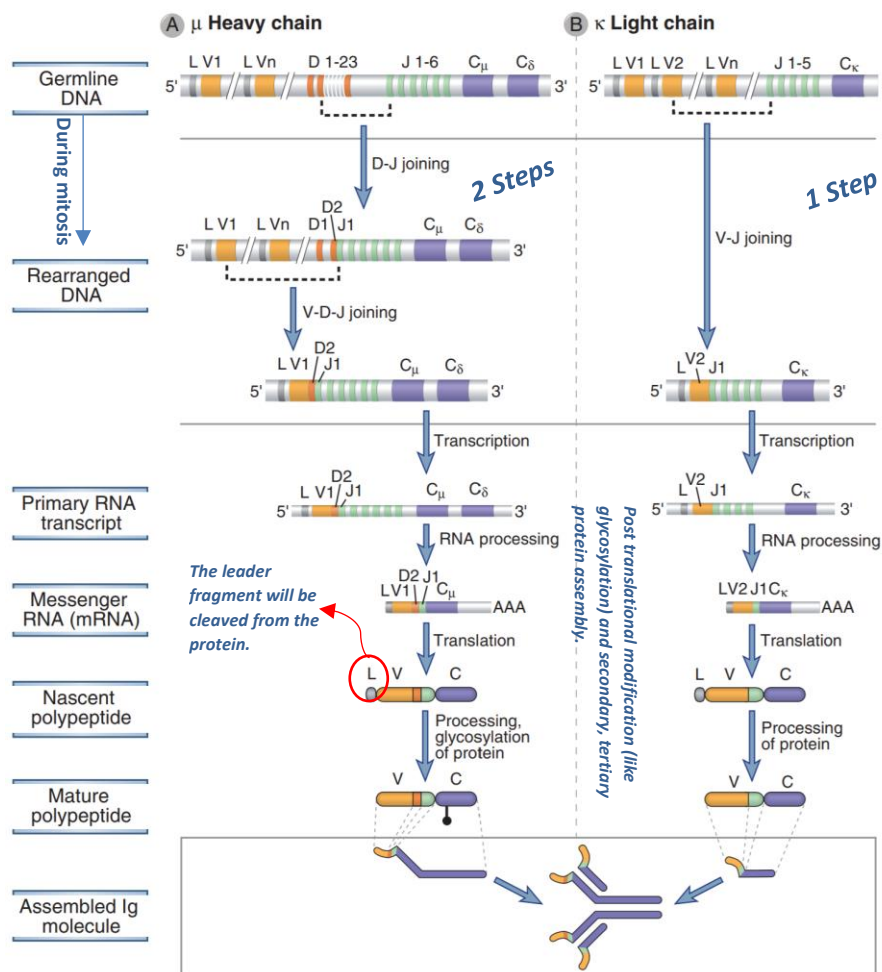 A μ Heavy chain
B κ Light chain
Germline
DNA
L V1
L Vn
D 1-23
J 1-6
Cμ
Cδ
5'
3'
L V1
L V2
L Vn
J 1-5
Cκ
5'
3'
During mitosis
D-J joining
2 Steps
1 Step
V-J joining
Rearranged
DNA
D2
L V1
L Vn
D1
J1
Cμ
Cδ
5'
3'
V-D-J joining
D2
L V1
J1
Cμ
Cδ
5'
3'
V2
L
J1
Cκ
5'
3'
Transcription
Transcription
Primary RNA
transcript
D2
L V1
J1
Cμ
Cδ
5'
3'
V2
L
J1
Cκ
5'
3'
RNA processing
RNA processing
The leader
fragment will be
cleaved from the
protein.
Post translational modification (like
glycosylation) and secondary, tertiary
protein assembly.
Messenger
RNA (mRNA)
D2 J1
LV1
Cμ
AAA
LV2 J1Cκ
AAA
Translation
Translation
Nascent
polypeptide
L V C
L V C
Processing,
glycosylation
of protein
Processing
of protein
Mature
polypeptide
V C
V C
Assembled Ig
molecule